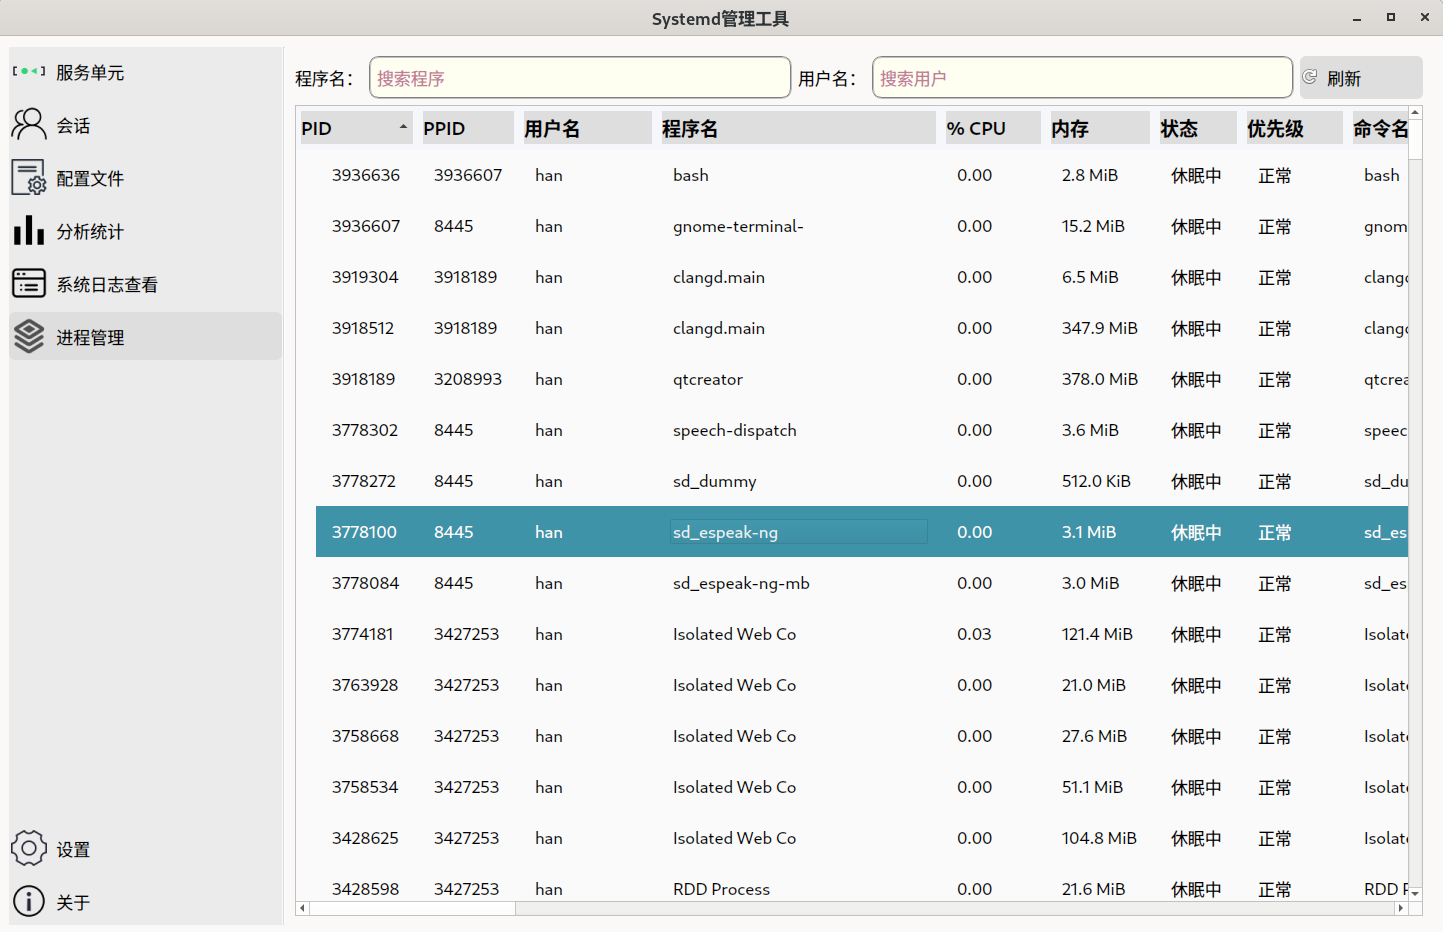 Systemd管理工具
服务单元
会话
配置文件
分析统计
系统日志查看
进程管理
设置
关于
程序名: 搜索程序 用户名: 搜索用户 刷新
PID PPID 用户名 程序名 % CPU 内存 状态 优先级 命令名
3936636 3936607 han bash 0.00 2.8 MiB 休眠中 正常 bash
3936607 8445 han gnome-terminal- 0.00 15.2 MiB 休眠中 正常 gnom
3919304 3918189 han clangd.main 0.00 6.5 MiB 休眠中 正常 clang
3918512 3918189 han clangd.main 0.00 347.9 MiB 休眠中 正常 clang
3918189 3208993 han qtcreator 0.00 378.0 MiB 休眠中 正常 qtcrea
3778302 8445 han speech-dispatch 0.00 3.6 MiB 休眠中 正常 speec
3778272 8445 han sd_dummy 0.00 512.0 KiB 休眠中 正常 sd_du
3778100 8445 han sd_espeak-ng 0.00 3.1 MiB 休眠中 正常 sd_es
3778084 8445 han sd_espeak-ng-mb 0.00 3.0 MiB 休眠中 正常 sd_es
3774181 3427253 han Isolated Web Co 0.03 121.4 MiB 休眠中 正常 Isolat
3763928 3427253 han Isolated Web Co 0.00 21.0 MiB 休眠中 正常 Isolat
3758668 3427253 han Isolated Web Co 0.00 27.6 MiB 休眠中 正常 Isolat
3758534 3427253 han Isolated Web Co 0.00 51.1 MiB 休眠中 正常 Isolat
3428625 3427253 han Isolated Web Co 0.00 104.8 MiB 休眠中 正常 Isolat
3428598 3427253 han RDD Process 0.00 21.6 MiB 休眠中 正常 RDD P